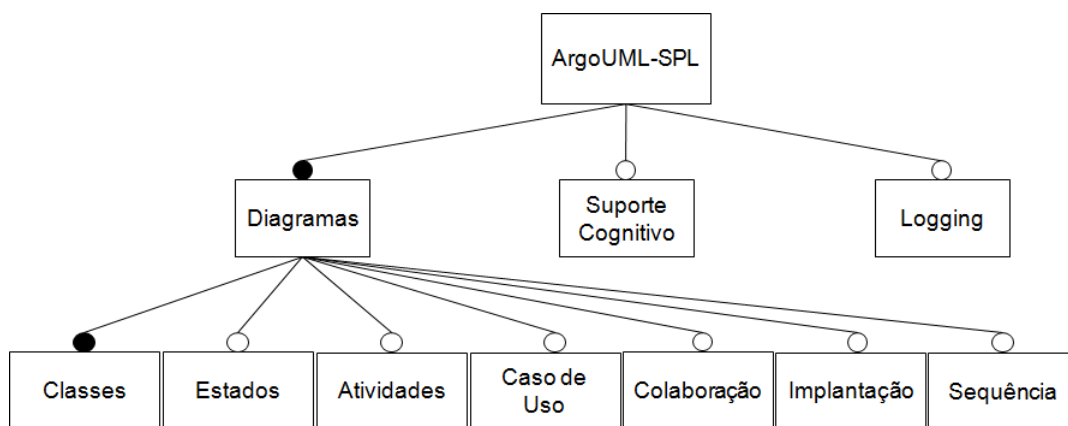 ArgoUML-SPL
Diagramas
Suporte
Cognitivo
Logging
Classes
Estados
Atividades
Caso de
Uso
Colaboração
Implantação
Sequência